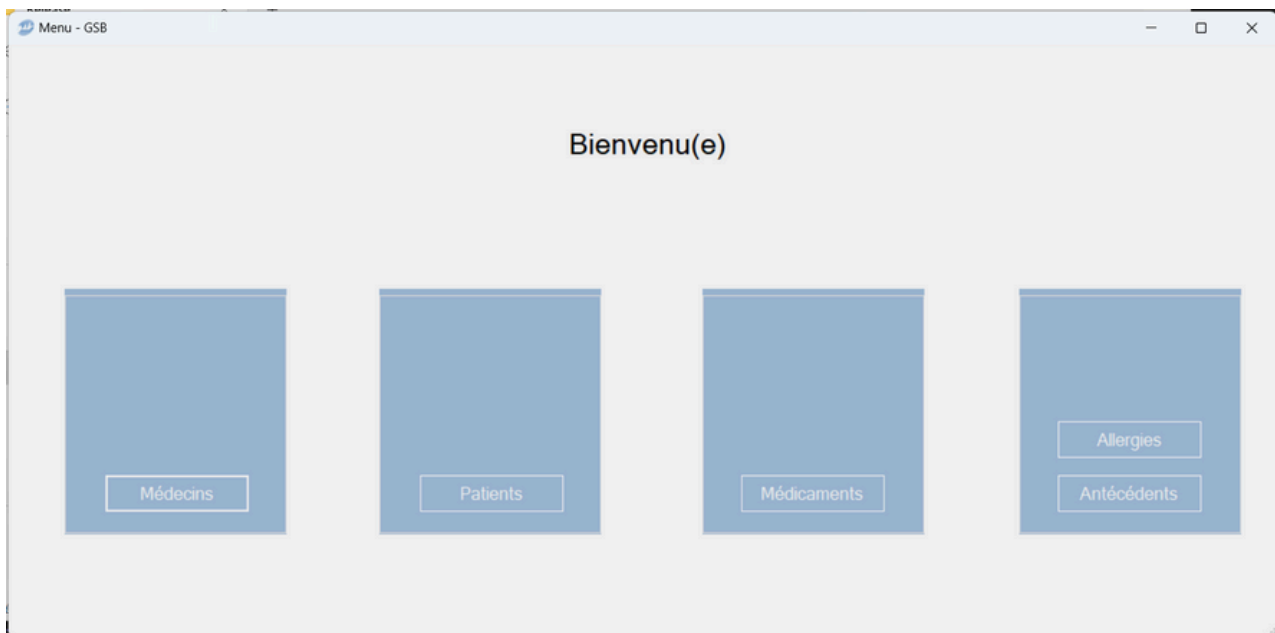 Menu - GSB
Bienvenu(e)
Allergies
Médecins
Patients
Médicaments
Antécédents